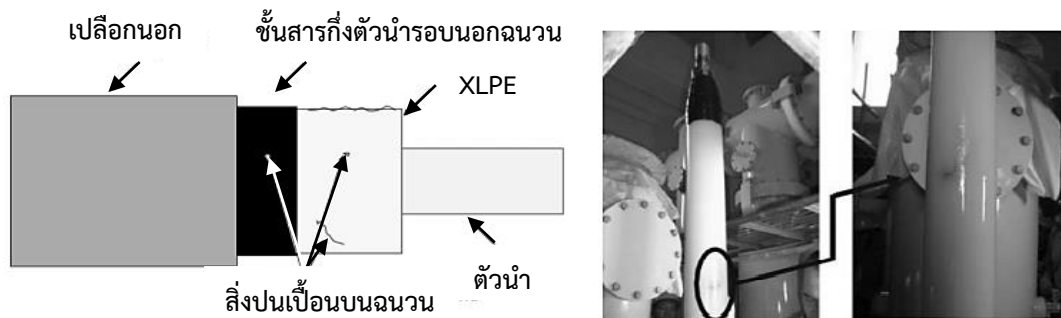 เปลือกนอก
ชั้นสารกึ่งตัวนำรอบนอกฉนวน
XLPE
ตัวนำ
สิ่งปนเปื้อนบนฉนวน